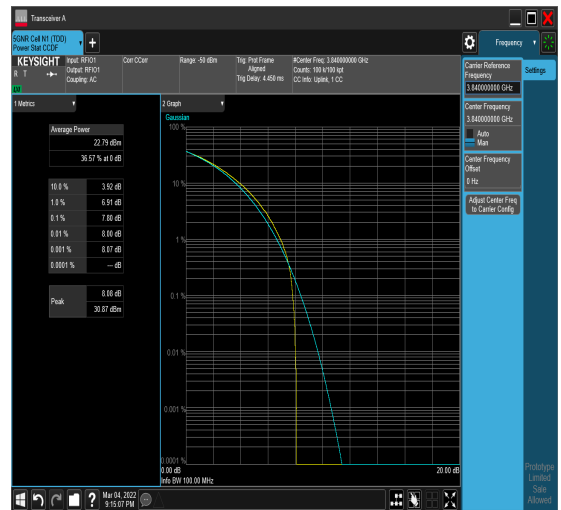 Transceiver A
5GNR Cell N1 (TDD)
Power Stat CCDF
Frequency
KEYSIGHT
R T
LXI
Input: RFIO1
Output: RFIO1
Coupling: AC
Corr CCorr
Range: -50 dBm
Trig: Prot Frame
Aligned
Trig Delay: 4.450 ms
#Center Freq: 3.840000000 GHz
Counts: 100 k/100 kpt
CC Info: Uplink, 1 CC
Carrier Reference
Frequency
3.840000000 GHz
Settings
Center Frequency
3.840000000 GHz
Auto
Man
Center Frequency
Offset
0 Hz
Adjust Center Freq
to Carrier Config
1 Metrics
Average Power
22.79 dBm
36.57 % at 0 dB
10.0 % 3.92 dB
1.0 % 6.91 dB
0.1 % 7.80 dB
0.01 % 8.00 dB
0.001 % 8.07 dB
0.0001 % --- dB
Peak
8.08 dB
30.87 dBm
2 Graph
Gaussian
100 %
10 %
1 %
0.1 %
0.01 %
0.001 %
0.0001 %
0.00 dB
20.00 dB
Info BW 100.00 MHz
Prototype
Limited
Sale
Allowed
Mar 04, 2022
9:15:07 PM